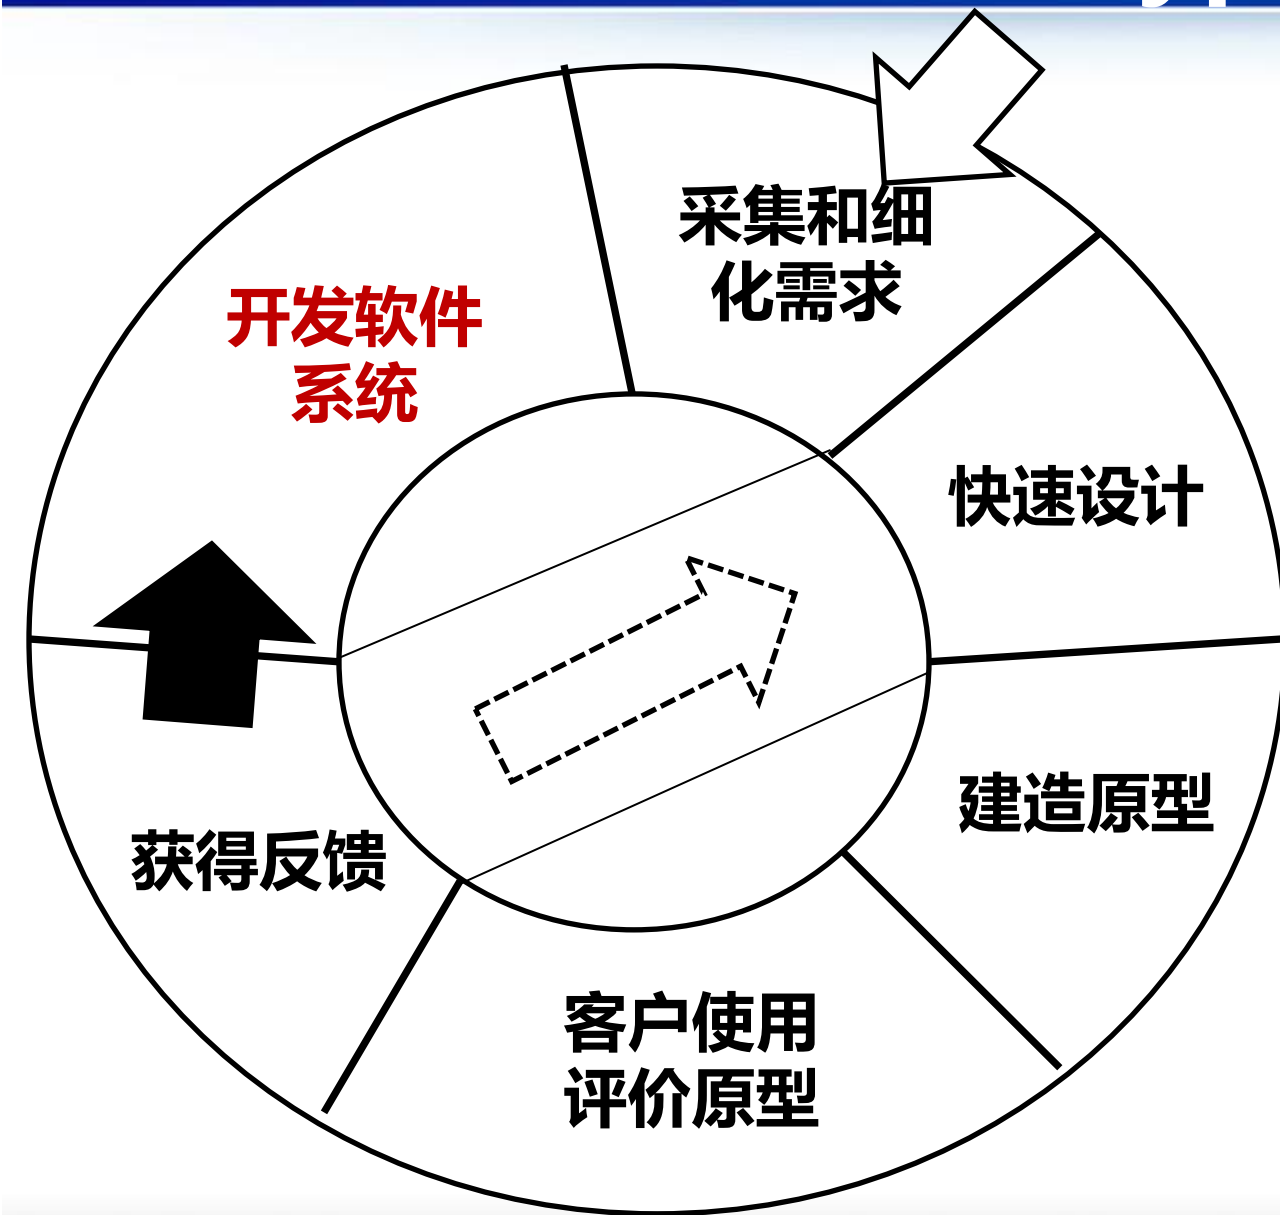 采集和细
化需求
开发软件
系统
快速设计
建造原型
获得反馈
客户使用
评价原型